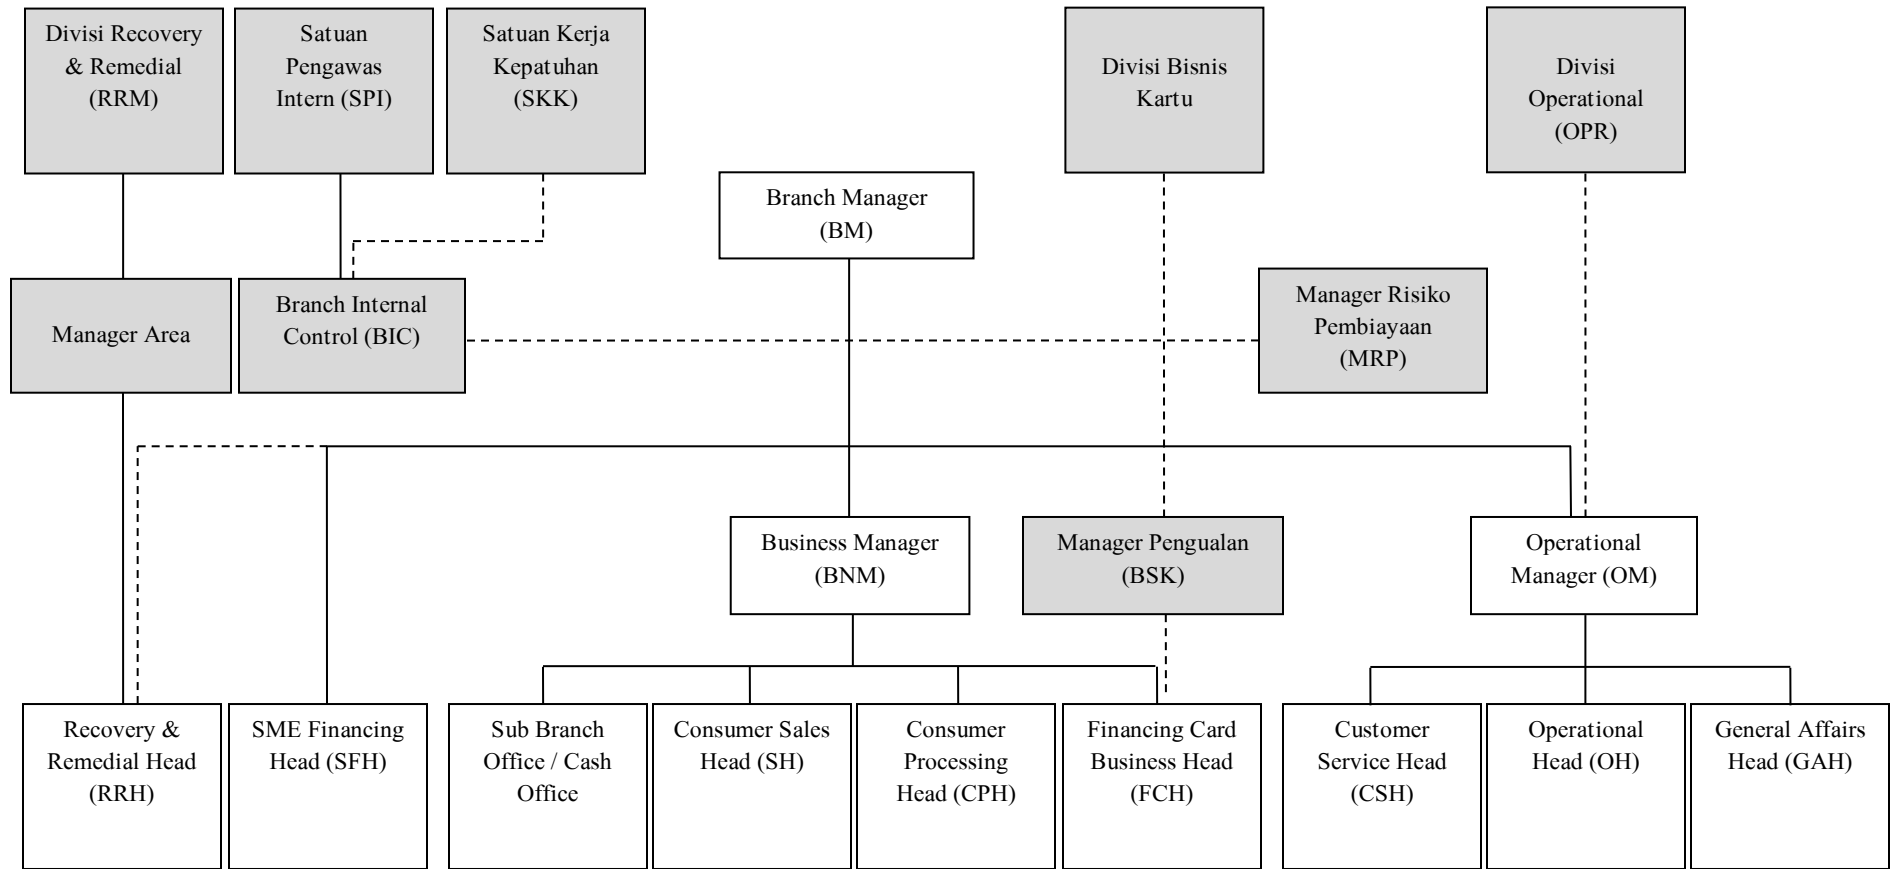 Divisi Recovery
& Remedial
(RRM)
Satuan
Pengawas
Intern (SPI)
Satuan Kerja
Kepatuhan
(SKK)
Divisi Bisnis
Kartu
Divisi
Operational
(OPR)
Branch Manager
(BM)
Manager Area
Branch Internal
Control (BIC)
Manager Risiko
Pembiayaan
(MRP)
Business Manager
(BNM)
Manager Pengualan
(BSK)
Operational
Manager (OM)
Recovery &
Remedial Head
(RRH)
SME Financing
Head (SFH)
Sub Branch
Office / Cash
Office
Consumer Sales
Head (SH)
Consumer
Processing
Head (CPH)
Financing Card
Business Head
(FCH)
Customer
Service Head
(CSH)
Operational
Head (OH)
General Affairs
Head (GAH)